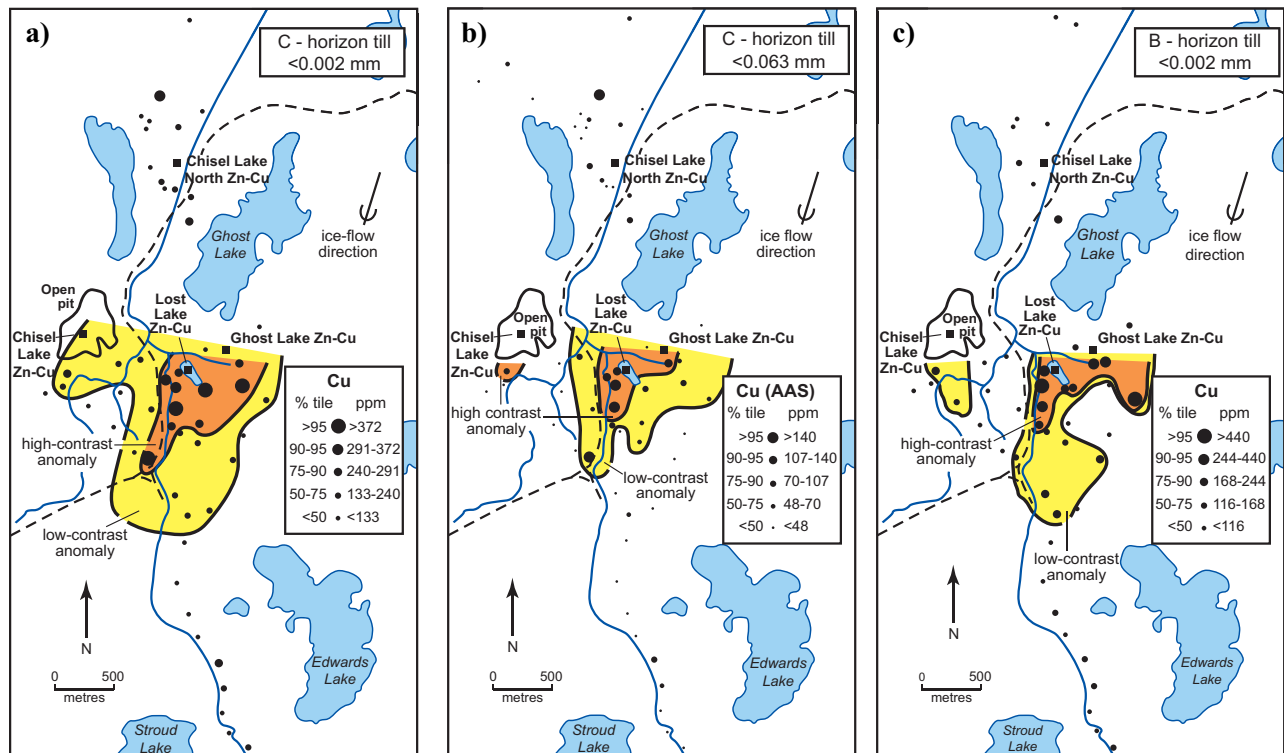 a)
C - horizon till
<0.002 mm
Chisel Lake
North Zn-Cu
Ghost
Lake
ice-flow
direction
Open
pit
Lost
Lake
Zn-Cu
Chisel
Lake
Zn-Cu
Ghost Lake Zn-Cu
high-contrast
anomaly
low-contrast
anomaly
Cu
% tile ppm
>95 >372
90-95 291-372
75-90 240-291
50-75 133-240
<50 <133
N
0 500
metres
Edwards
Lake
Stroud
Lake
b)
C - horizon till
<0.063 mm
Chisel Lake
North Zn-Cu
Ghost
Lake
ice flow
direction
Lost
Lake
Zn-Cu
Open
pit
Chisel
Lake
Zn-Cu
Ghost Lake Zn-Cu
high contrast
anomaly
low-contrast
anomaly
Cu (AAS)
% tile ppm
>95 >140
90-95 107-140
75-90 70-107
50-75 48-70
<50 <48
N
0 500
metres
Edwards
Lake
Stroud
Lake
c)
B - horizon till
<0.002 mm
Chisel Lake
North Zn-Cu
Ghost
Lake
ice flow
direction
Lost
Lake
Zn-Cu
Open
pit
Chisel
Lake
Zn-Cu
Ghost Lake Zn-Cu
high-contrast
anomaly
low-contrast
anomaly
Cu
% tile ppm
>95 >440
90-95 244-440
75-90 168-244
50-75 116-168
<50 <116
N
0 500
metres
Edwards
Lake
Stroud
Lake